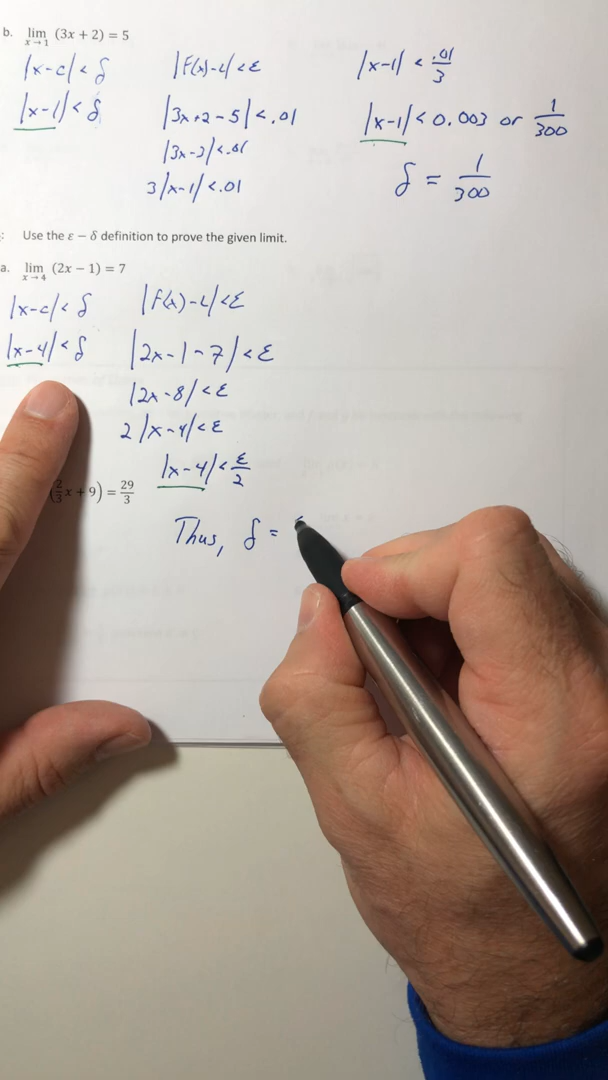 b. lim x→1 (3x + 2) = 5
|x-c| < δ
|x-1| < δ
|F(x)-L| < ε
|3x+2-5| < .01
|3x-3| < .01
3|x-1| < .01
|x-1| < .01/3
|x-1| < 0.003 or 1/300
δ = 1/300
: Use the ε − δ definition to prove the given limit.
a. lim x→4 (2x − 1) = 7
|x-c| < δ
|x-4| < δ
|F(x)-L| < ε
|2x-1-7| < ε
|2x-8| < ε
2|x-4| < ε
|x-4| < ε/2
(2/3 x + 9) = 29/3
Thus, δ =